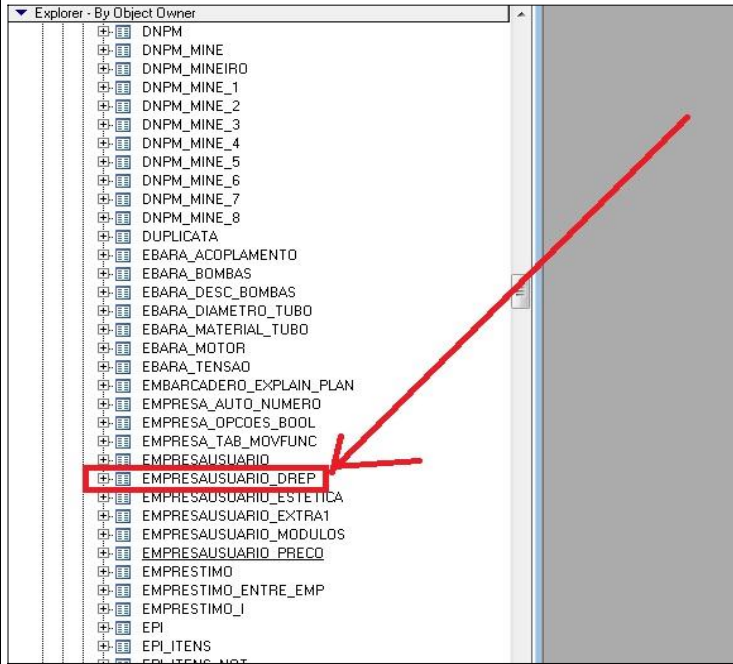 Explorer - By Object Owner
DNPM
DNPM_MINE
DNPM_MINEIRO
DNPM_MINE_1
DNPM_MINE_2
DNPM_MINE_3
DNPM_MINE_4
DNPM_MINE_5
DNPM_MINE_6
DNPM_MINE_7
DNPM_MINE_8
DUPLICATA
EBARA_ACOPLAMENTO
EBARA_BOMBAS
EBARA_DESC_BOMBAS
EBARA_DIAMETRO_TUBO
EBARA_MATERIAL_TUBO
EBARA_MOTOR
EBARA_TENSAO
EMBARCADERO_EXPLAIN_PLAN
EMPRESA_AUTO_NUMERO
EMPRESA_OPCOES_BOOL
EMPRESA_TAB_MOVFUNC
EMPRESAUSUARIO
EMPRESAUSUARIO_DREP
EMPRESAUSUARIO_ESTETICA
EMPRESAUSUARIO_EXTRA1
EMPRESAUSUARIO_MODULOS
EMPRESAUSUARIO_PRECO
EMPRESTIMO
EMPRESTIMO_ENTRE_EMP
EMPRESTIMO_I
EPI
EPI_ITENS
EPI_ITENS_NOT